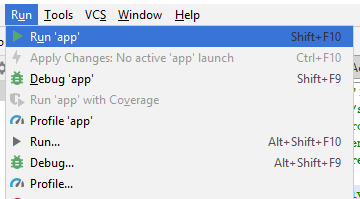 Run Tools VCS Window Help
Run 'app' Shift+F10
Apply Changes: No active 'app' launch Ctrl+F10
Debug 'app' Shift+F9
Run 'app' with Coverage
Profile 'app'
Run... Alt+Shift+F10
Debug... Alt+Shift+F9
Profile...